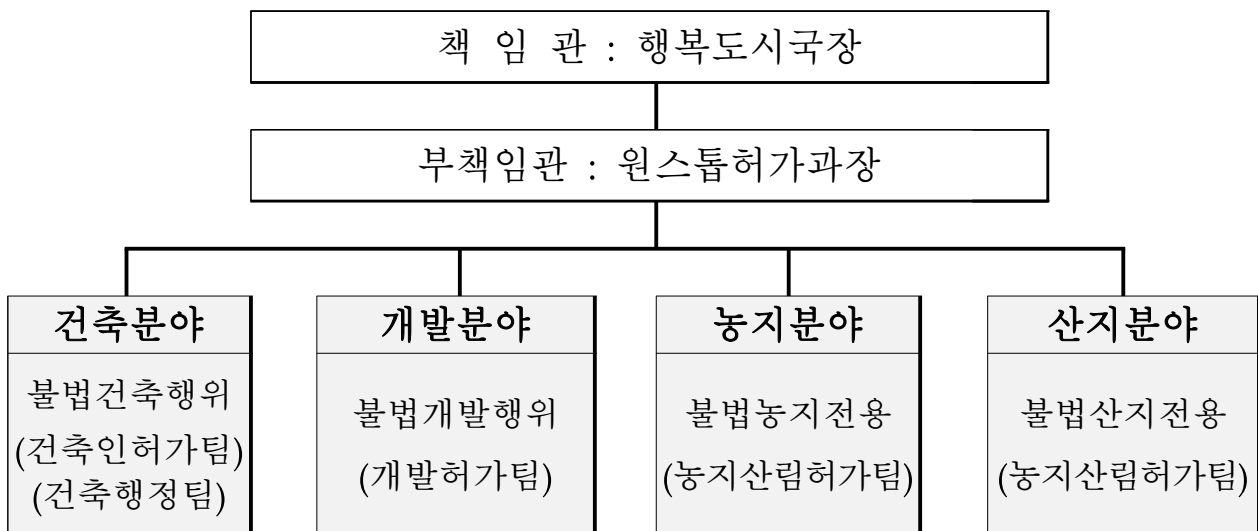 책 임 관 : 행복도시국장
부책임관 : 원스톱허가과장
건축분야
불법건축행위
(건축인허가팀)
(건축행정팀)
개발분야
불법개발행위
(개발허가팀)
농지분야
불법농지전용
(농지산림허가팀)
산지분야
불법산지전용
(농지산림허가팀)